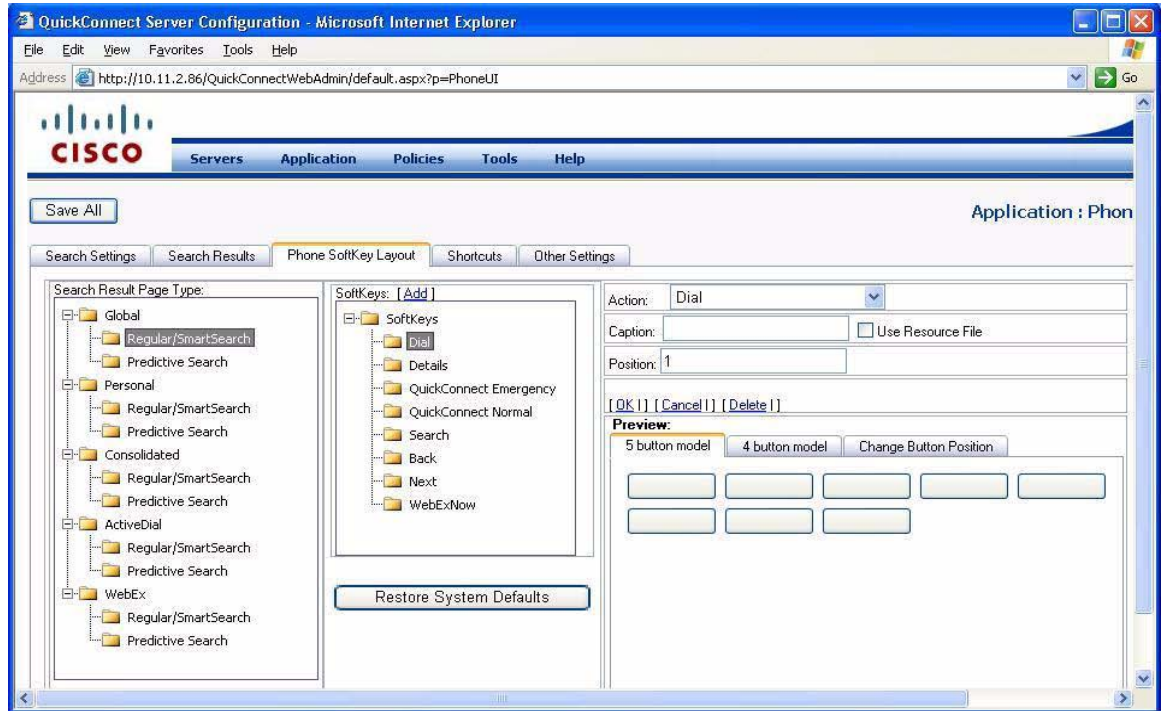 QuickConnect Server Configuration - Microsoft Internet Explorer
File Edit View Favorites Tools Help
Address http://10.11.2.86/QuickConnectWebAdmin/default.aspx?p=PhoneUI Go
CISCO
Servers Application Policies Tools Help
Save All
Application : Phon
Search Settings Search Results Phone SoftKey Layout Shortcuts Other Settings
Search Result Page Type:
Global
Regular/SmartSearch
Predictive Search
Personal
Regular/SmartSearch
Predictive Search
Consolidated
Regular/SmartSearch
Predictive Search
ActiveDial
Regular/SmartSearch
Predictive Search
WebEx
Regular/SmartSearch
Predictive Search
SoftKeys: [ Add ]
SoftKeys
Dial
Details
QuickConnect Emergency
QuickConnect Normal
Search
Back
Next
WebExNow
Restore System Defaults
Action: Dial
Caption: Use Resource File
Position: 1
[ OK | ] [ Cancel | ] [ Delete | ]
Preview:
5 button model 4 button model Change Button Position